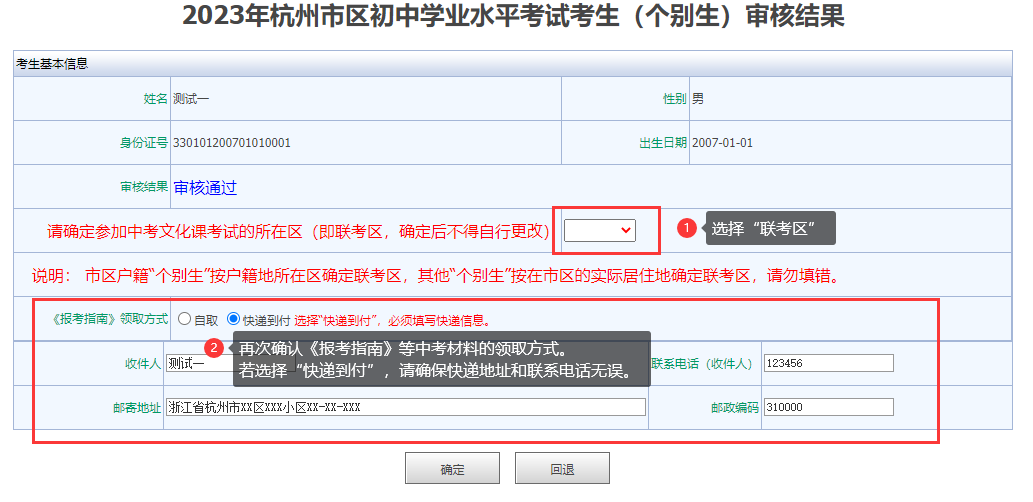 2023年杭州市区初中学业水平考试考生（个别生）审核结果
考生基本信息
姓名 测试一 性别 男
身份证号 330101200701010001 出生日期 2007-01-01
审核结果 审核通过
请确定参加中考文化课考试的所在区（即联考区，确定后不得自行更改） 1 选择“联考区”
说明： 市区户籍“个别生”按户籍地所在区确定联考区，其他“个别生”按在市区的实际居住地确定联考区，请勿填错。
《报考指南》领取方式 自取 快递到付 选择“快递到付”，必须填写快递信息。
2 再次确认《报考指南》等中考材料的领取方式。
若选择“快递到付”，请确保快递地址和联系电话无误。
收件人 测试一 联系电话（收件人） 123456
邮寄地址 浙江省杭州市XX区XXX小区XX-XX-XXX 邮政编码 310000
确定 回退